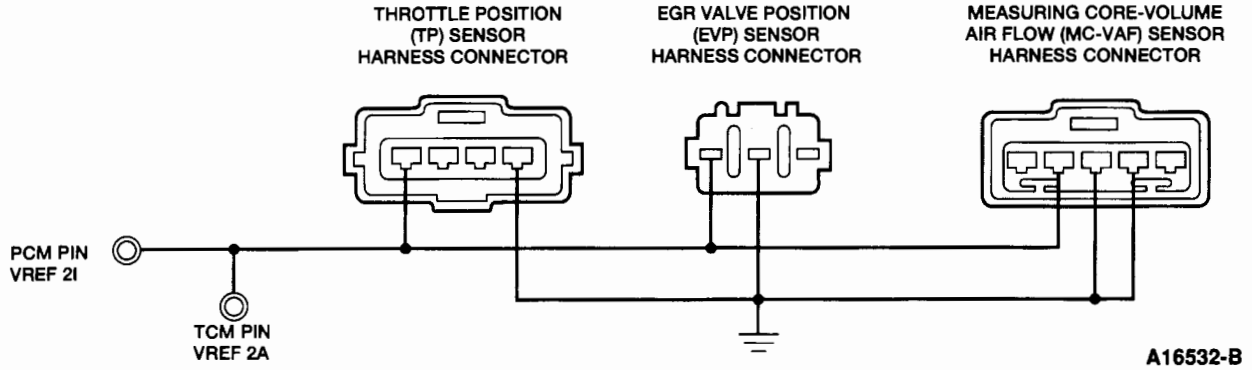 THROTTLE POSITION
(TP) SENSOR
HARNESS CONNECTOR
EGR VALVE POSITION
(EVP) SENSOR
HARNESS CONNECTOR
MEASURING CORE-VOLUME
AIR FLOW (MC-VAF) SENSOR
HARNESS CONNECTOR
PCM PIN
VREF 2I
TCM PIN
VREF 2A
A16532-B